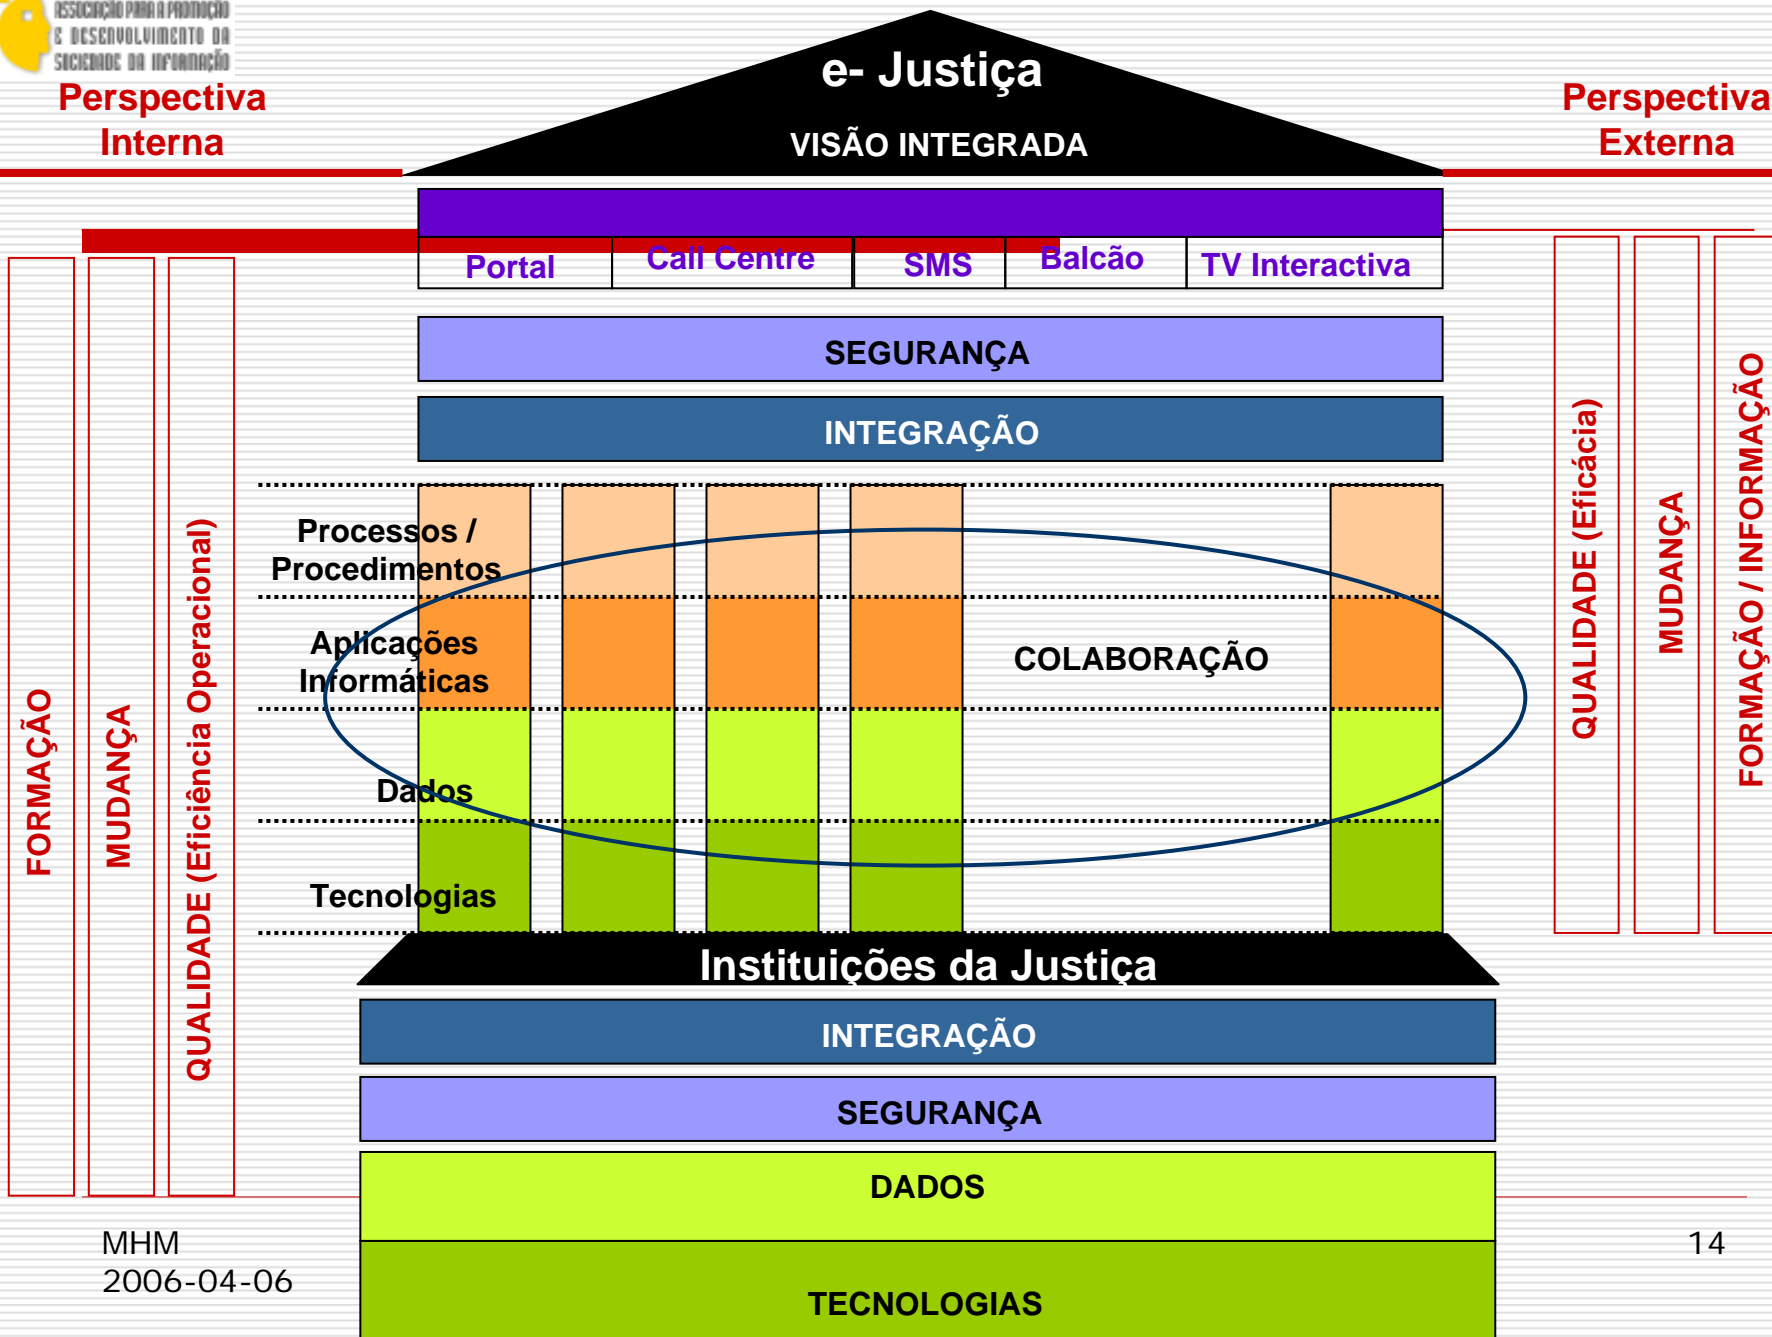 ASSOCIAÇÃO PARA A PROMOÇÃO
E DESENVOLVIMENTO DA
SOCIEDADE DA INFORMAÇÃO
Perspectiva
Interna
e- Justiça
VISÃO INTEGRADA
Perspectiva
Externa
Portal
Call Centre
SMS
Balcão
TV Interactiva
SEGURANÇA
INTEGRAÇÃO
FORMAÇÃO
MUDANÇA
QUALIDADE (Eficiência Operacional)
Processos /
Procedimentos
Aplicações
Informáticas
Dados
Tecnologias
COLABORAÇÃO
QUALIDADE (Eficácia)
MUDANÇA
FORMAÇÃO / INFORMAÇÃO
Instituições da Justiça
INTEGRAÇÃO
SEGURANÇA
DADOS
TECNOLOGIAS
MHM
2006-04-06
14